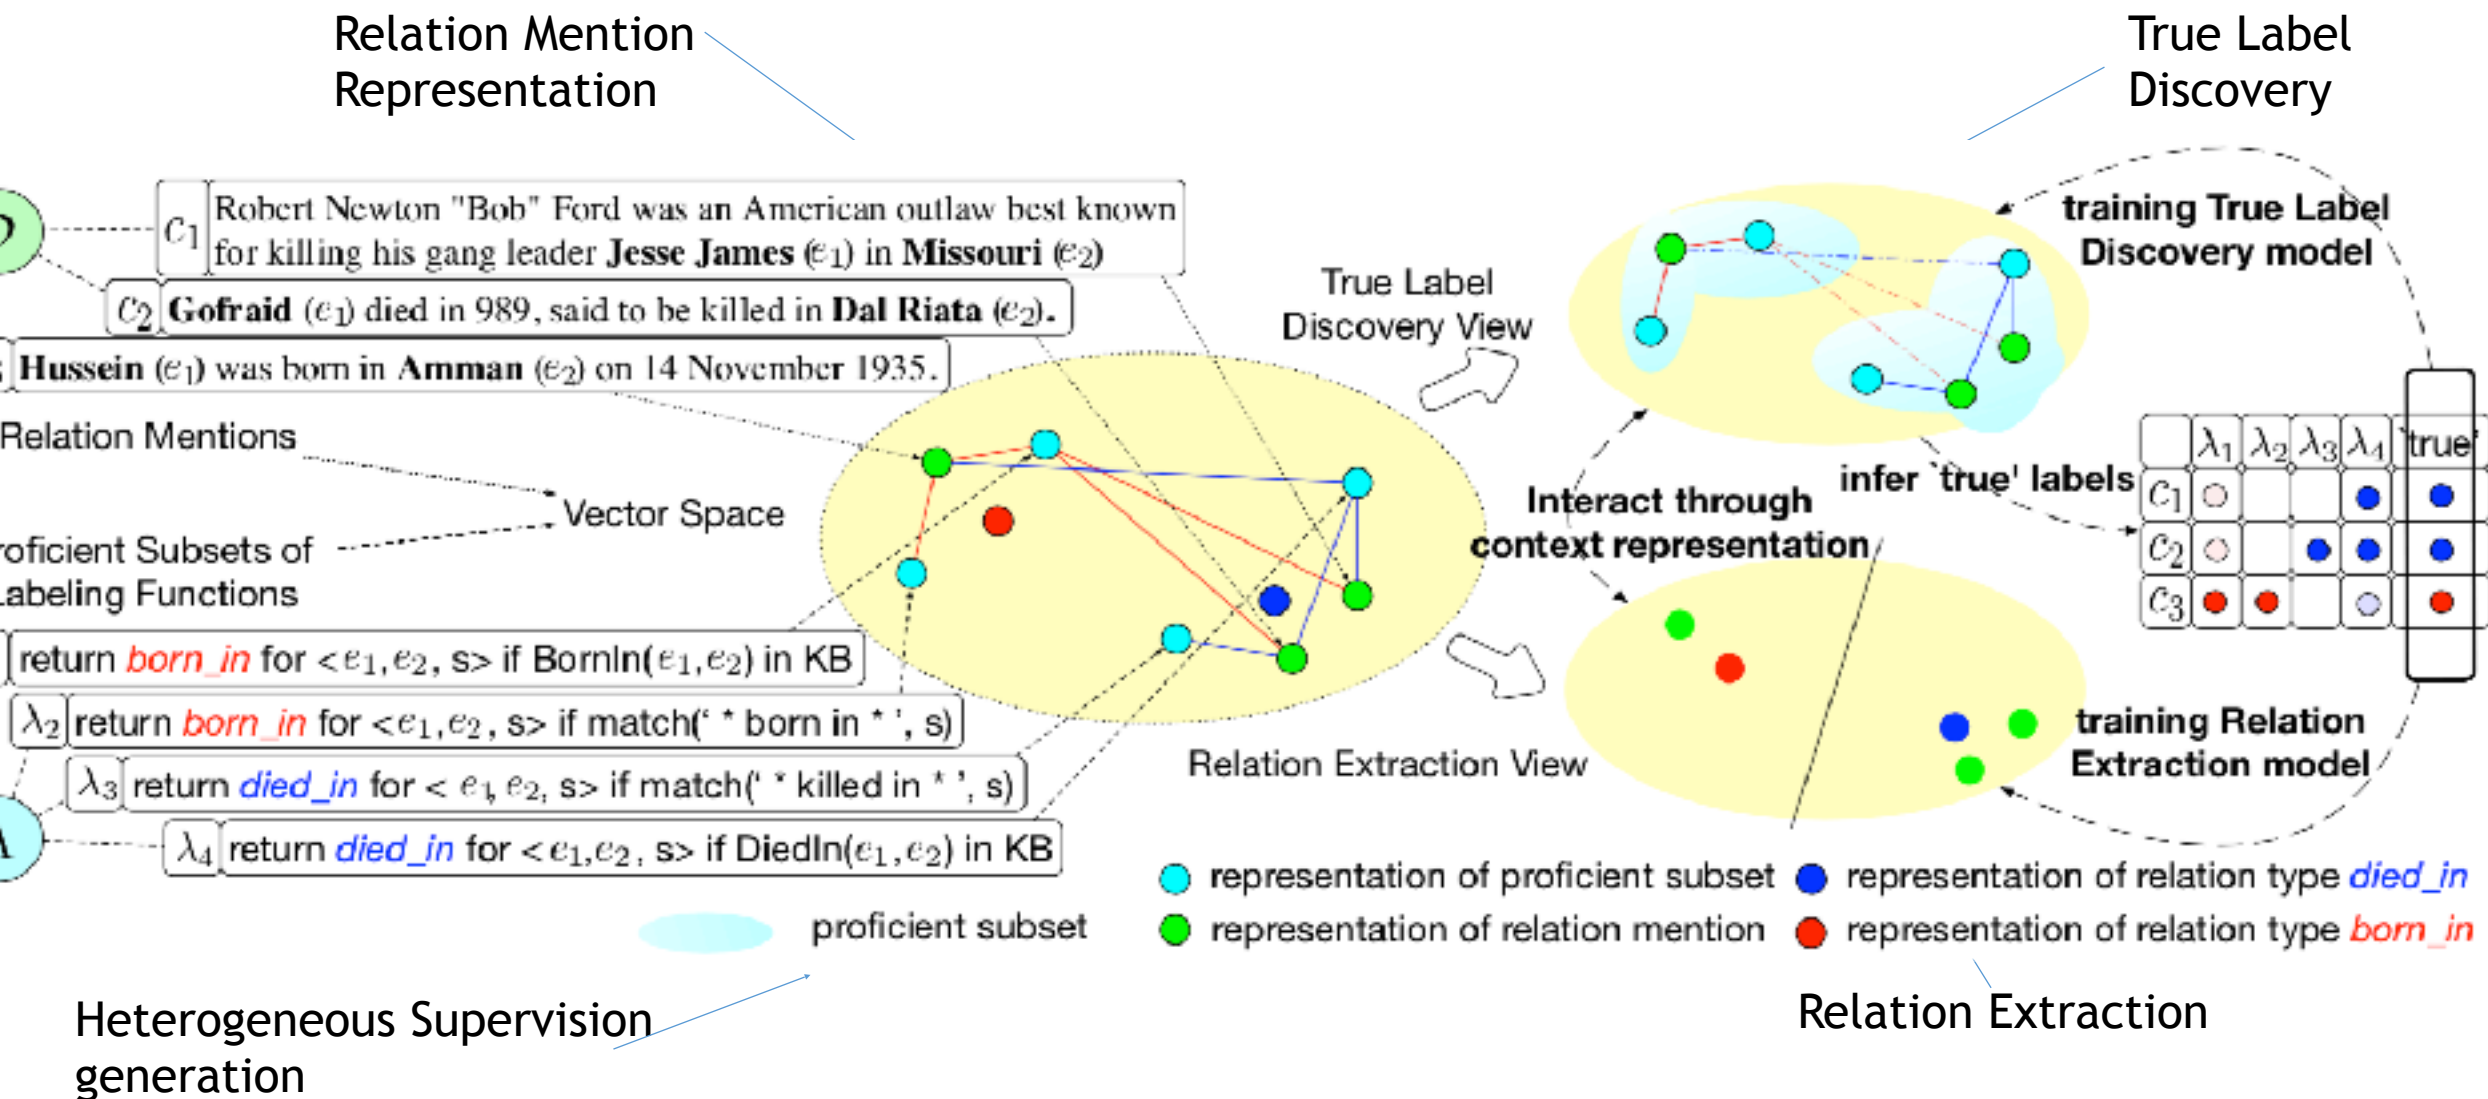 Relation Mention
Representation
True Label
Discovery
c1 Robert Newton "Bob" Ford was an American outlaw best known
for killing his gang leader Jesse James (e1) in Missouri (e2)
c2 Gofraid (e1) died in 989, said to be killed in Dal Riata (e2).
Hussein (e1) was born in Amman (e2) on 14 November 1935.
Relation Mentions
Vector Space
roficient Subsets of
abeling Functions
return born_in for <e1,e2, s> if BornIn(e1,e2) in KB
λ2 return born_in for <e1,e2, s> if match(‘ * born in * ’, s)
λ3 return died_in for < e1, e2, s> if match(‘ * killed in * ’, s)
λ4 return died_in for <e1,e2, s> if DiedIn(e1,e2) in KB
True Label
Discovery View
Relation Extraction View
training True Label
Discovery model
infer `true' labels
Interact through
context representation
λ1 λ2 λ3 λ4 `true'
c1
c2
c3
training Relation
Extraction model
representation of proficient subset
representation of relation type died_in
proficient subset
representation of relation mention
representation of relation type born_in
Heterogeneous Supervision
generation
Relation Extraction